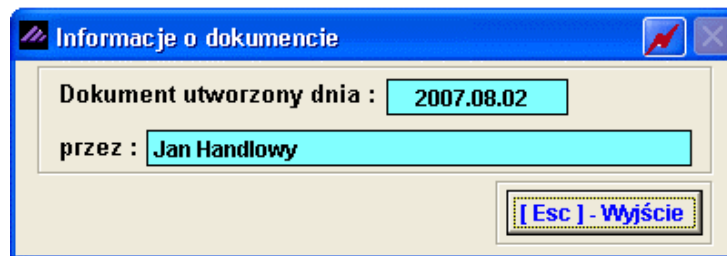 Informacje o dokumencie
Dokument utworzony dnia : 2007.08.02
przez : Jan Handlowy
[ Esc ] - Wyjście